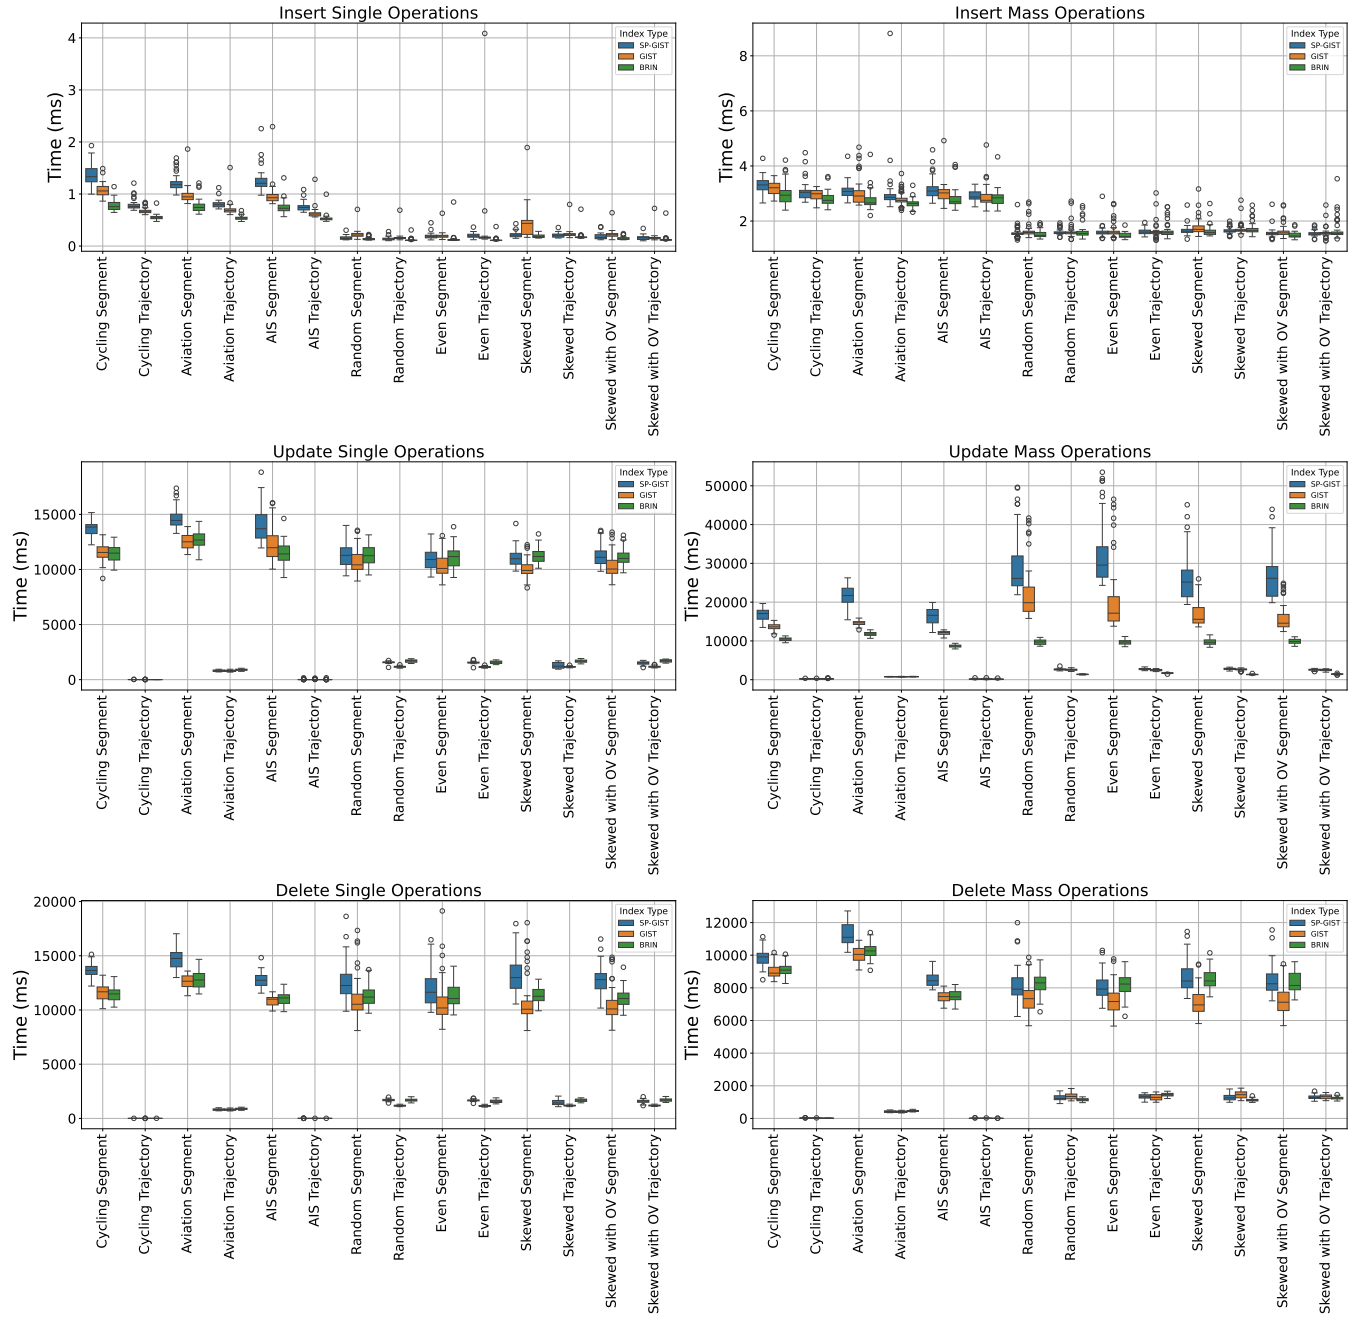 Insert Single Operations
Time (ms)
4
3
2
1
0
Index Type
SP-GIST
GIST
BRIN
Cycling Segment
Cycling Trajectory
Aviation Segment
Aviation Trajectory
AIS Segment
AIS Trajectory
Random Segment
Random Trajectory
Even Segment
Even Trajectory
Skewed Segment
Skewed Trajectory
Skewed with OV Segment
Skewed with OV Trajectory
Insert Mass Operations
Time (ms)
8
6
4
2
Index Type
SP-GIST
GIST
BRIN
Cycling Segment
Cycling Trajectory
Aviation Segment
Aviation Trajectory
AIS Segment
AIS Trajectory
Random Segment
Random Trajectory
Even Segment
Even Trajectory
Skewed Segment
Skewed Trajectory
Skewed with OV Segment
Skewed with OV Trajectory
Update Single Operations
Time (ms)
15000
10000
5000
0
Index Type
SP-GIST
GIST
BRIN
Cycling Segment
Cycling Trajectory
Aviation Segment
Aviation Trajectory
AIS Segment
AIS Trajectory
Random Segment
Random Trajectory
Even Segment
Even Trajectory
Skewed Segment
Skewed Trajectory
Skewed with OV Segment
Skewed with OV Trajectory
Update Mass Operations
Time (ms)
50000
40000
30000
20000
10000
0
Index Type
SP-GIST
GIST
BRIN
Cycling Segment
Cycling Trajectory
Aviation Segment
Aviation Trajectory
AIS Segment
AIS Trajectory
Random Segment
Random Trajectory
Even Segment
Even Trajectory
Skewed Segment
Skewed Trajectory
Skewed with OV Segment
Skewed with OV Trajectory
Delete Single Operations
Time (ms)
20000
15000
10000
5000
0
Index Type
SP-GIST
GIST
BRIN
Cycling Segment
Cycling Trajectory
Aviation Segment
Aviation Trajectory
AIS Segment
AIS Trajectory
Random Segment
Random Trajectory
Even Segment
Even Trajectory
Skewed Segment
Skewed Trajectory
Skewed with OV Segment
Skewed with OV Trajectory
Delete Mass Operations
Time (ms)
12000
10000
8000
6000
4000
2000
0
Index Type
SP-GIST
GIST
BRIN
Cycling Segment
Cycling Trajectory
Aviation Segment
Aviation Trajectory
AIS Segment
AIS Trajectory
Random Segment
Random Trajectory
Even Segment
Even Trajectory
Skewed Segment
Skewed Trajectory
Skewed with OV Segment
Skewed with OV Trajectory